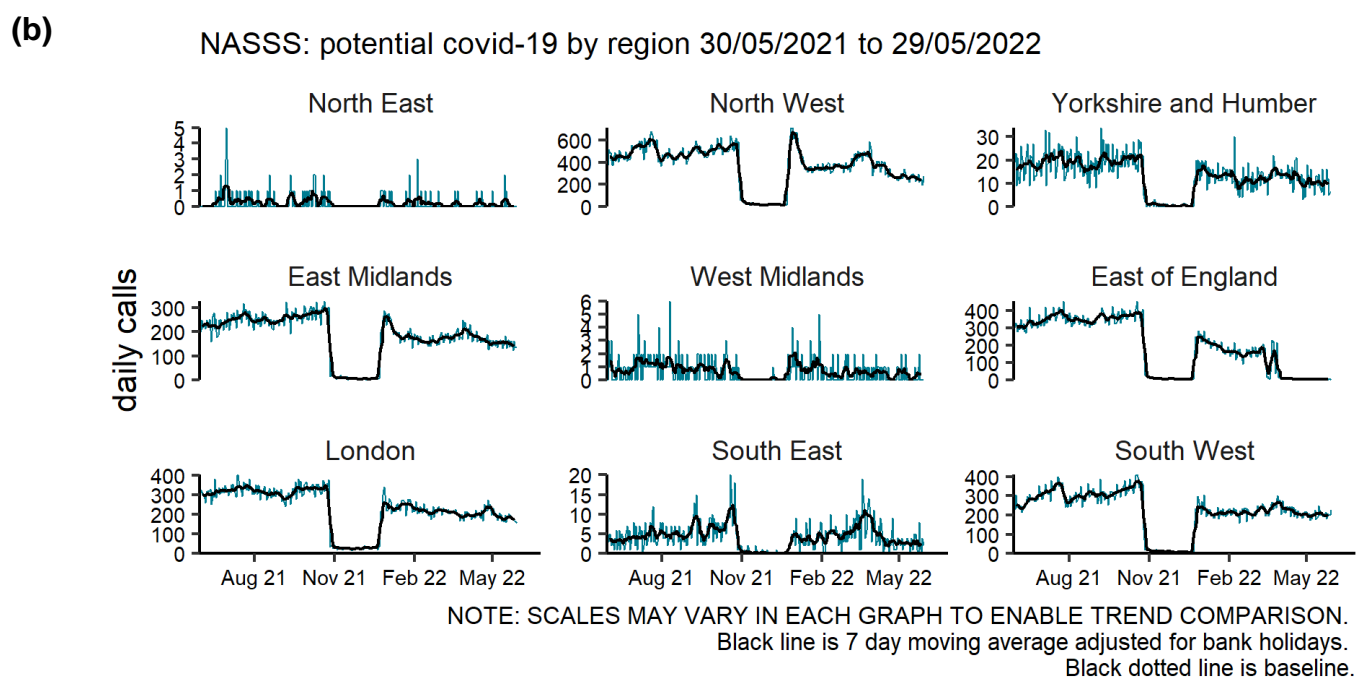 (b)
NASSS: potential covid-19 by region 30/05/2021 to 29/05/2022
North East
North West
Yorkshire and Humber
5
4
3
2
1
0
600
400
200
0
30
20
10
0
daily calls
East Midlands
West Midlands
East of England
300
200
100
0
6
5
4
3
2
1
0
400
300
200
100
0
London
South East
South West
400
300
200
100
0
20
15
10
5
0
400
300
200
100
0
Aug 21 Nov 21 Feb 22 May 22
Aug 21 Nov 21 Feb 22 May 22
Aug 21 Nov 21 Feb 22 May 22
NOTE: SCALES MAY VARY IN EACH GRAPH TO ENABLE TREND COMPARISON.
Black line is 7 day moving average adjusted for bank holidays.
Black dotted line is baseline.